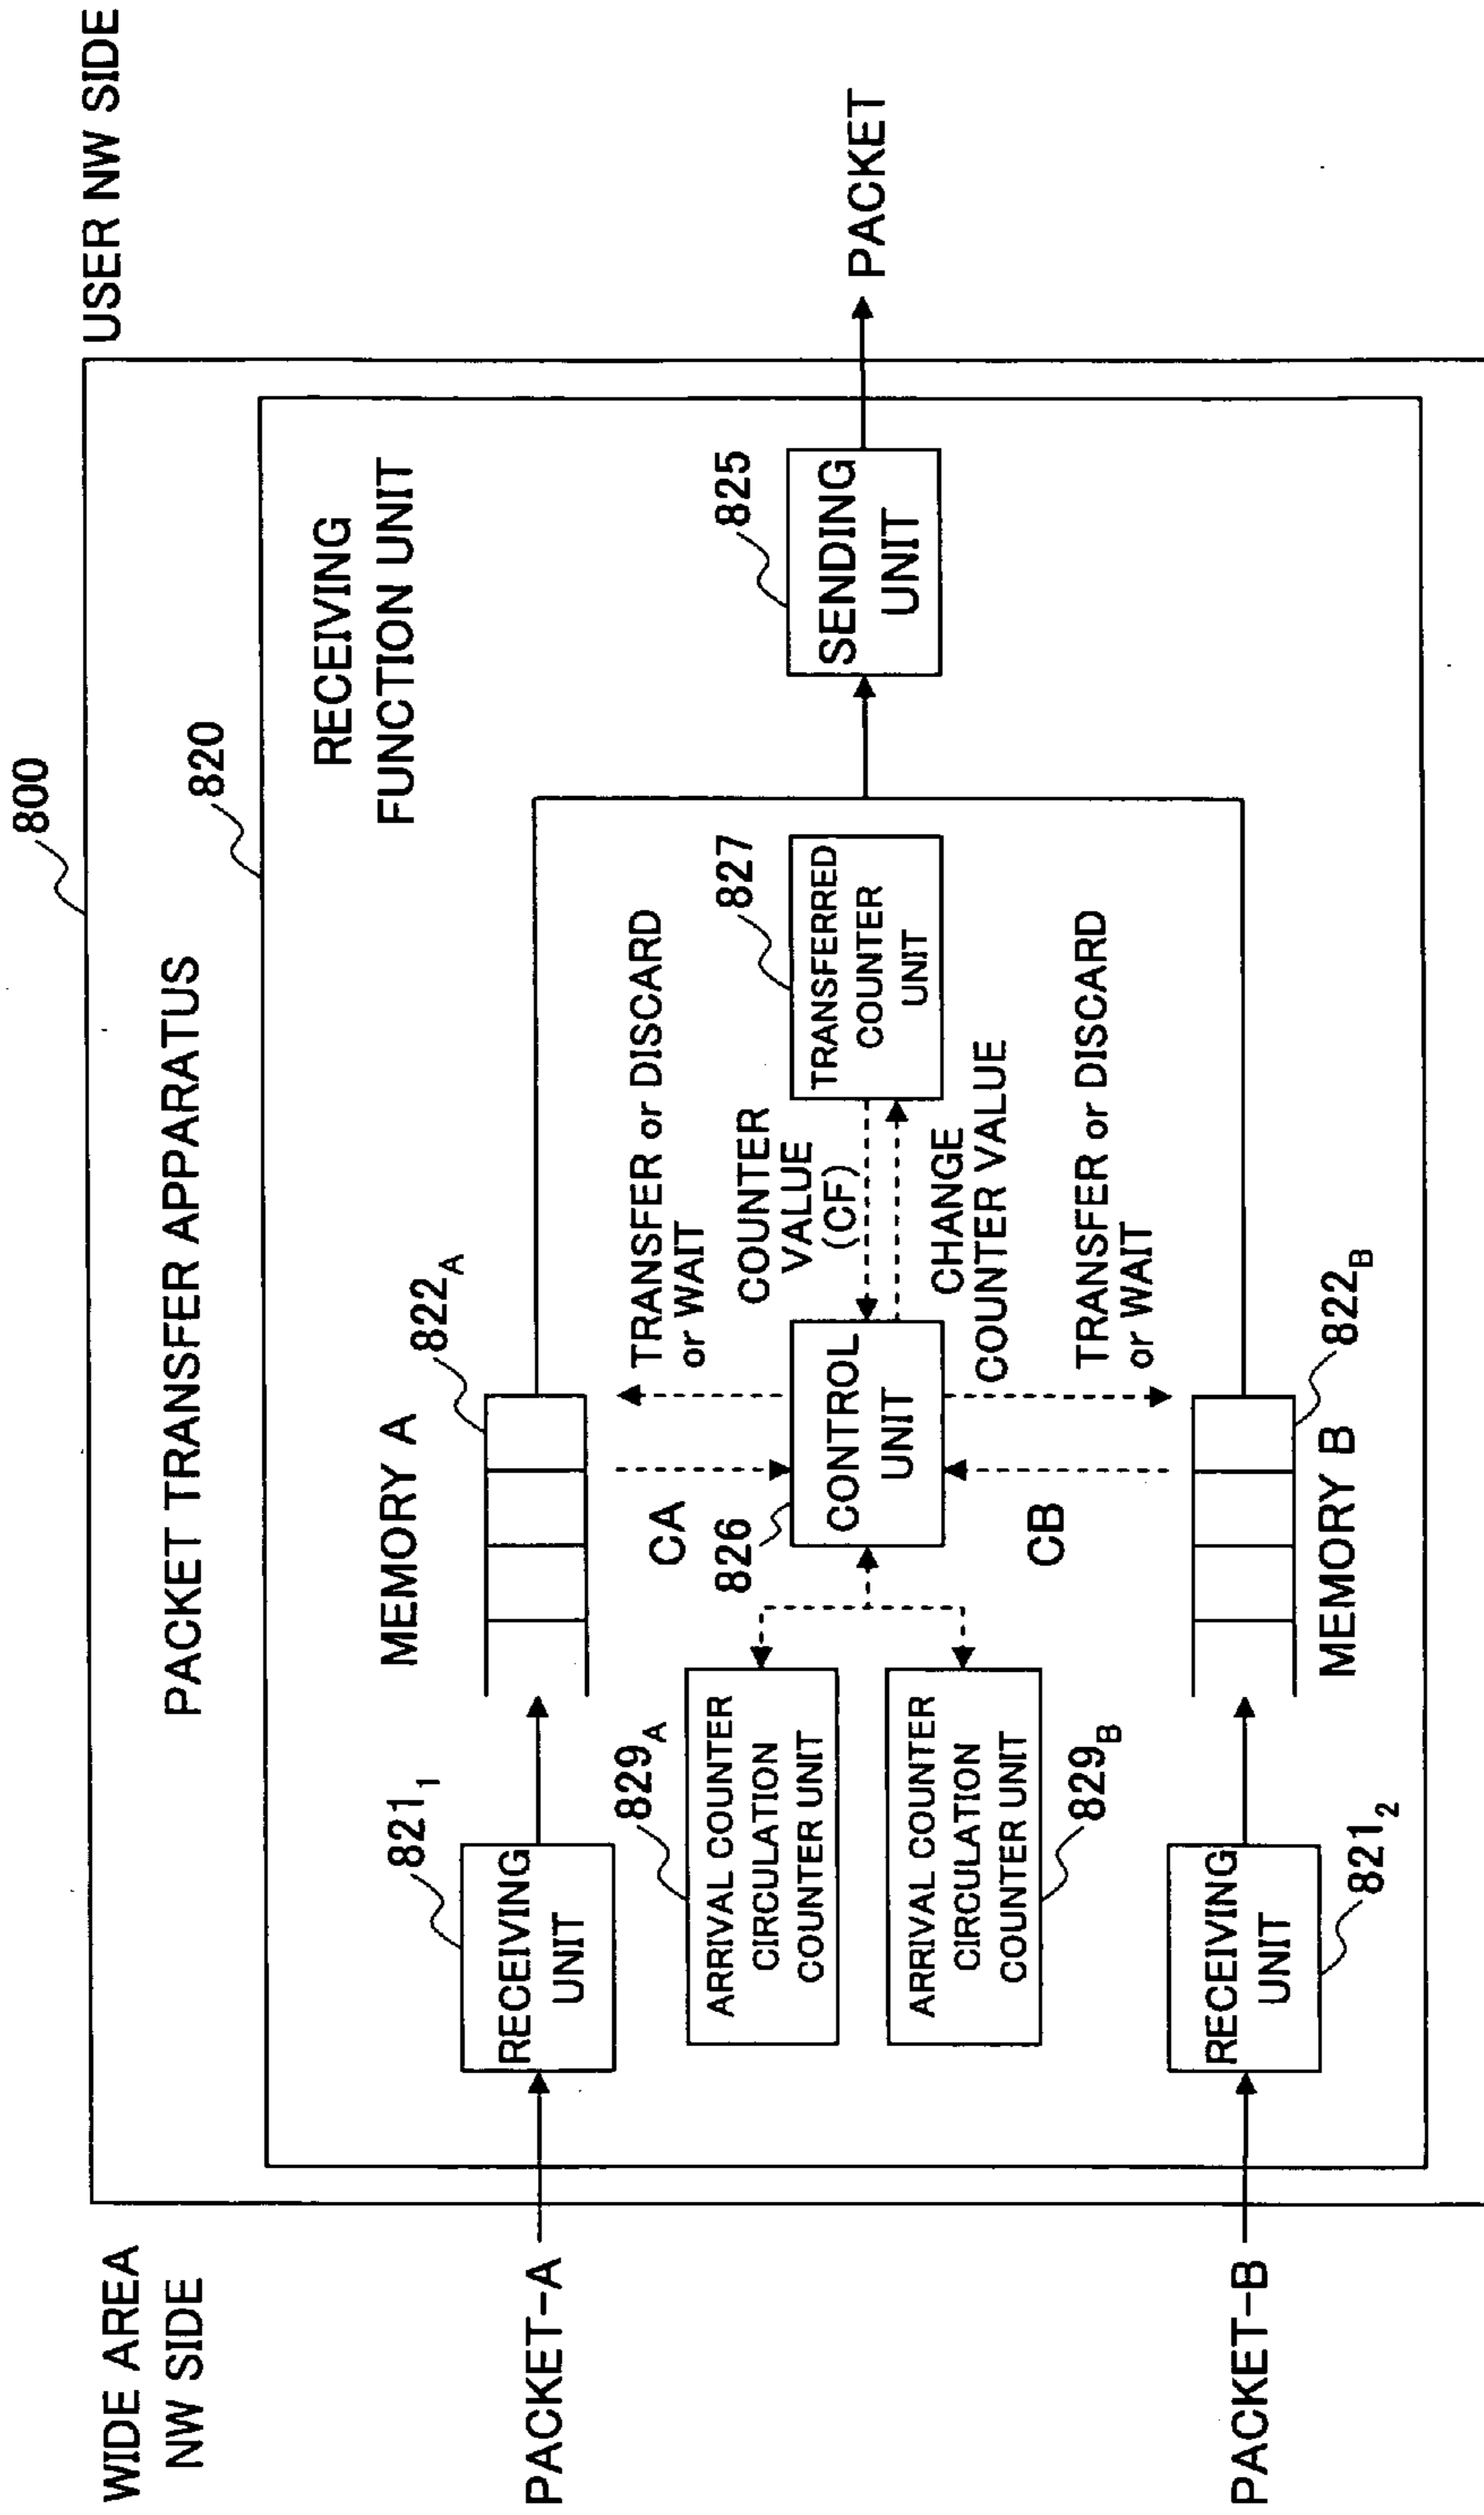 800
WIDE AREA
NW SIDE
USER NW SIDE
PACKET TRANSFER APPARATUS
820
RECEIVING
FUNCTION UNIT
PACKET-A
821₁
RECEIVING
UNIT
MEMORY A
822A
829A
ARRIVAL COUNTER
CIRCULATION
COUNTER UNIT
CA
TRANSFER or DISCARD
or WAIT
826
CONTROL
UNIT
COUNTER
VALUE
(CF)
827
TRANSFERRED
COUNTER
UNIT
825
SENDING
UNIT
PACKET
ARRIVAL COUNTER
CIRCULATION
COUNTER UNIT
829B
CHANGE
COUNTER VALUE
CB
TRANSFER or DISCARD
or WAIT
PACKET-B
RECEIVING
UNIT
821₂
MEMORY B
822B